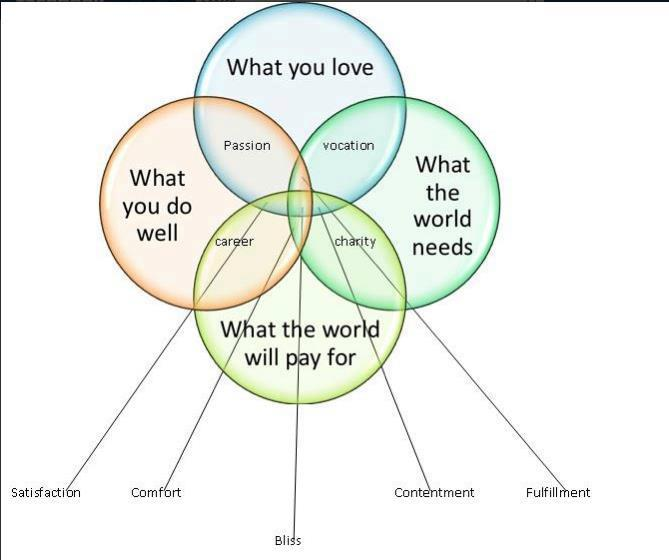 What you love
Passion
vocation
What
you do
well
What
the
world
needs
career
charity
What the world
will pay for
Satisfaction
Comfort
Contentment
Fulfillment
Bliss